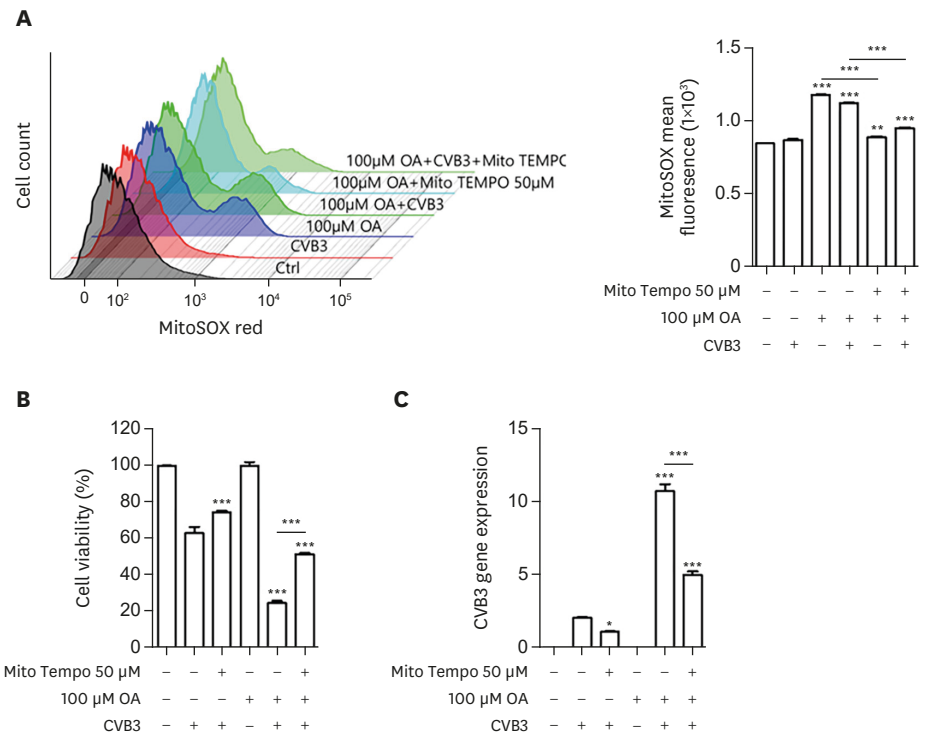 A
Cell count
100μM OA+CVB3+Mito TEMPC
100μM OA+Mito TEMPO 50μM
100μM OA+CVB3
100μM OA
CVB3
Ctrl
0 10² 10³ 10⁴ 10⁵
MitoSOX red
MitoSOX mean
fluoresence (1×10³)
1.5
1.0
0.5
0
***
***
*** *** ** ***
Mito Tempo 50 μM − − − − + +
100 μM OA − − + + + +
CVB3 − + − + − +
B
Cell viability (%)
120
100
80
60
40
20
0
***
***
***
***
Mito Tempo 50 μM − − + − − +
100 μM OA − − − + + +
CVB3 − + + − + +
C
CVB3 gene expression
15
10
5
0
***
***
***
*
Mito Tempo 50 μM − − + − − +
100 μM OA − − − + + +
CVB3 − + + − + +